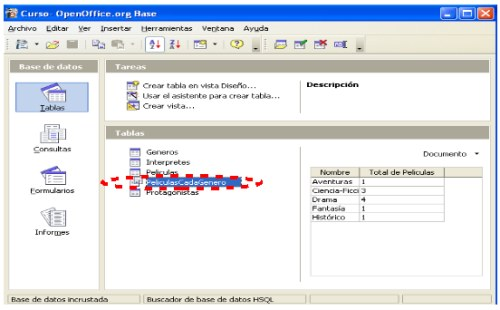 Curso- OpenOffice.org Base
Archivo Editar Ver Insertar Herramientas Ventana Ayuda
Base de datos
Tablas
Consultas
Formularios
Informes
Tareas
Crear tabla en vista Diseño...
Usar el asistente para crear tabla...
Crear vista...
Descripción
Tablas
Generos
Interpretes
Peliculas
PeliculasCadaGenero
Protagonistas
Documento
Nombre Total de Peliculas
Aventuras 1
Ciencia-Ficci 3
Drama 4
Fantasía 1
Histórico 1
Base de datos incrustada Buscador de base de datos HSQL